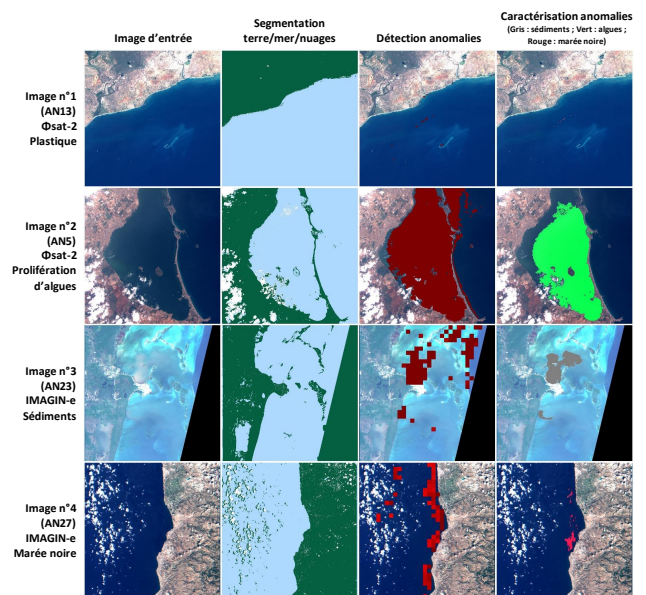 Image d'entrée
Segmentation
terre/mer/nuages
Détection anomalies
Caractérisation anomalies
(Gris : sédiments ; Vert : algues ;
Rouge : marée noire)
Image n°1
(AN13)
Φsat-2
Plastique
Image n°2
(AN5)
Φsat-2
Prolifération
d'algues
Image n°3
(AN23)
IMAGIN-e
Sédiments
Image n°4
(AN27)
IMAGIN-e
Marée noire